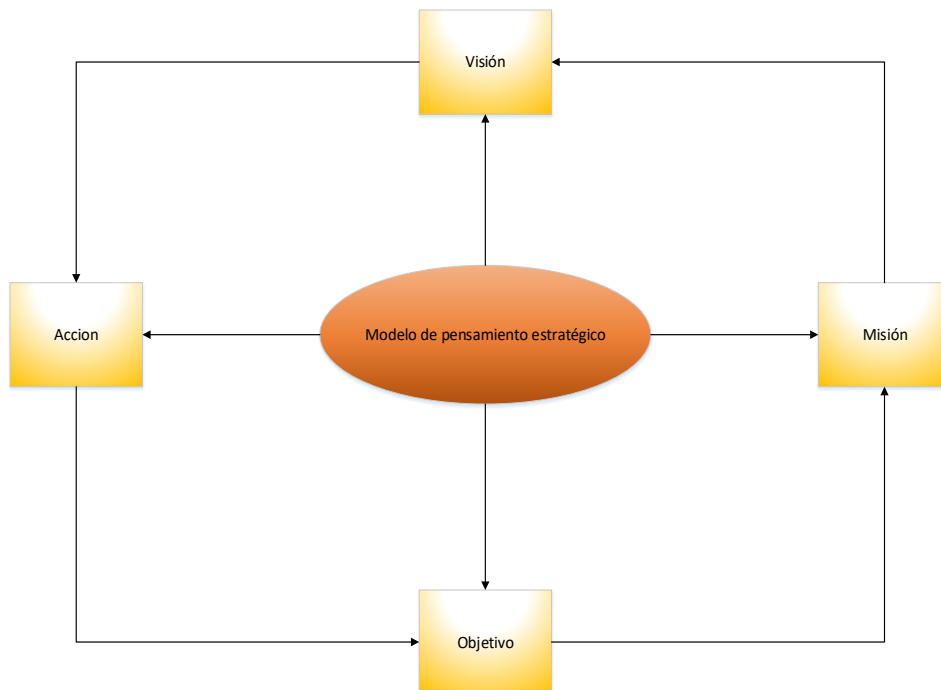 Visión
Accion
Modelo de pensamiento estratégico
Misión
Objetivo